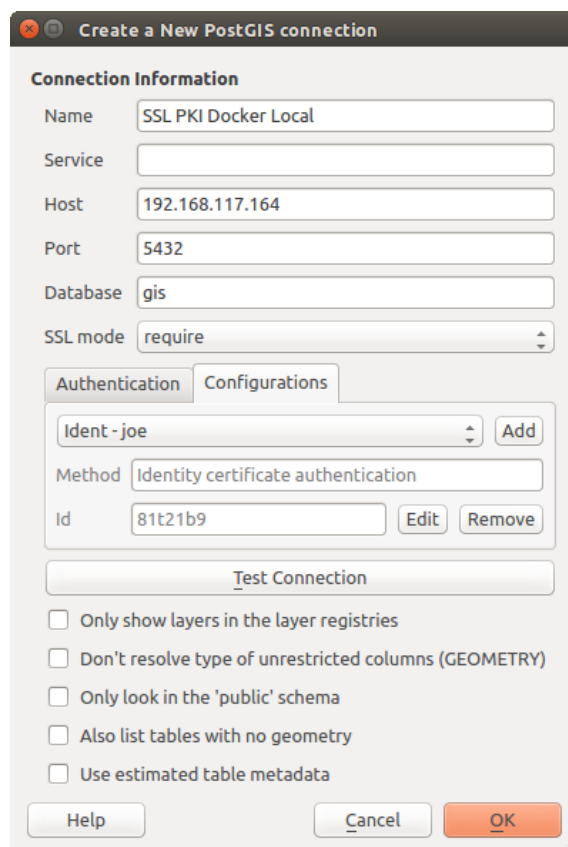 Create a New PostGIS connection
Connection Information
Name SSL PKI Docker Local
Service
Host 192.168.117.164
Port 5432
Database gis
SSL mode require
Authentication Configurations
Ident - joe Add
Method Identity certificate authentication
Id 81t21b9 Edit Remove
Test Connection
Only show layers in the layer registries
Don't resolve type of unrestricted columns (GEOMETRY)
Only look in the 'public' schema
Also list tables with no geometry
Use estimated table metadata
Help Cancel OK